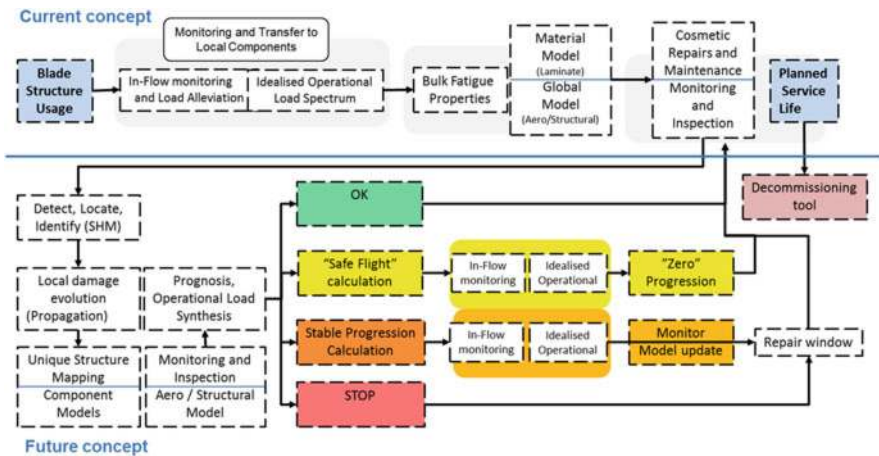 Current concept
Monitoring and Transfer to
Local Components
Blade
Structure
Usage
In-Flow monitoring
and Load Alleviation
Idealised Operational
Load Spectrum
Bulk Fatigue
Properties
Material
Model
(Laminate)
Global
Model
(Aero/Structural)
Cosmetic
Repairs and
Maintenance
Monitoring
and
Inspection
Planned
Service
Life
Decommissioning
tool
Detect, Locate,
Identify (SHM)
Local damage
evolution
(Propagation)
Unique Structure
Mapping
Component
Models
Prognosis,
Operational Load
Synthesis
Monitoring and
Inspection
Aero / Structural
Model
OK
“Safe Flight”
calculation
In-Flow
monitoring
Idealised
Operational
”Zero”
Progression
Stable Progression
Calculation
In-Flow
monitoring
Idealised
Operational
Monitor
Model update
Repair window
STOP
Future concept